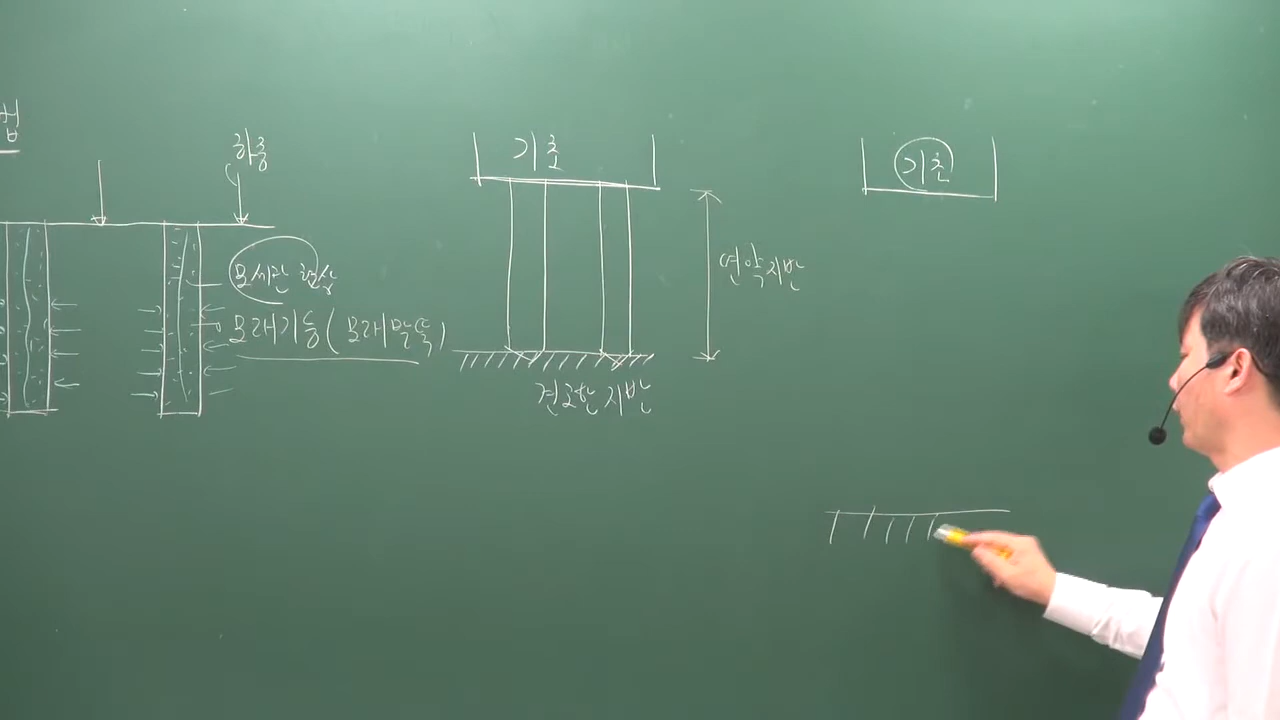 하중
모세관 현상
모래기둥(모래말뚝)
기초
연약지반
견고한 지반
기초